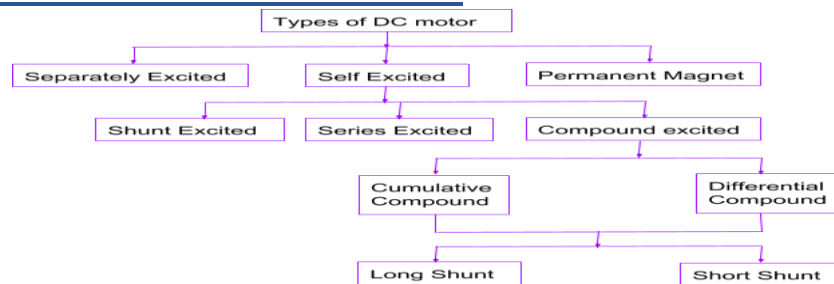 Types of DC motor
Separately Excited
Self Excited
Permanent Magnet
Shunt Excited
Series Excited
Compound excited
Cumulative
Compound
Differential
Compound
Long Shunt
Short Shunt